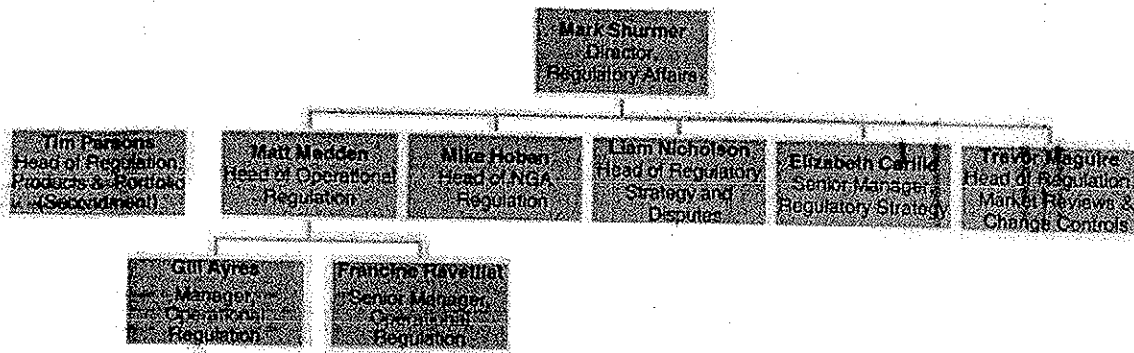 Mark Shurmer
Director,
Regulatory Affairs
Tim Parsons
Head of Regulation
Products & Portfolio
(Secondment)
Matt Madden
Head of Operational
Regulation
Mike Hoban
Head of NGA
Regulation
Liam Nicholson
Head of Regulatory
Strategy and
Disputes
Elizabeth
Senior Manager
Regulatory Strategy
Trevor Maguire
Head of Regulation
Market Reviews &
Change Controls
Gill Ayres
Manager,
Operational
Regulation
Francine
Senior Manager,
Operational
Regulation